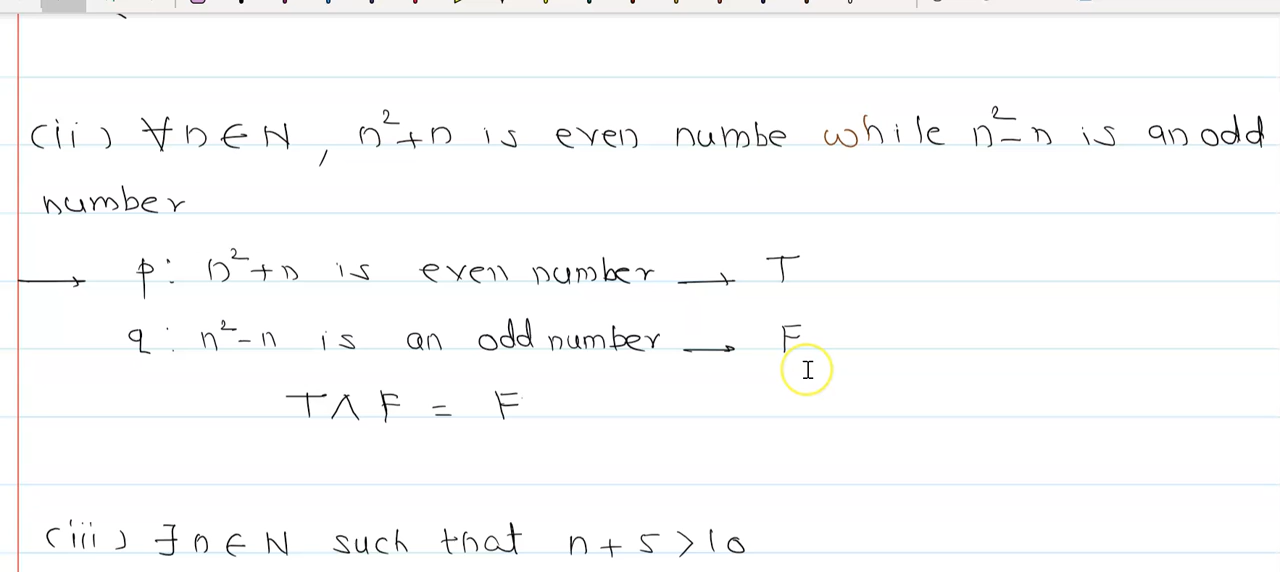 (ii) ∀n∈N, n²+n is even numbe while n²-n is an odd
number
→ p: n²+n is even number → T
q: n²-n is an odd number → F
T∧F = F
(iii) ∃n∈N such that n+5>10